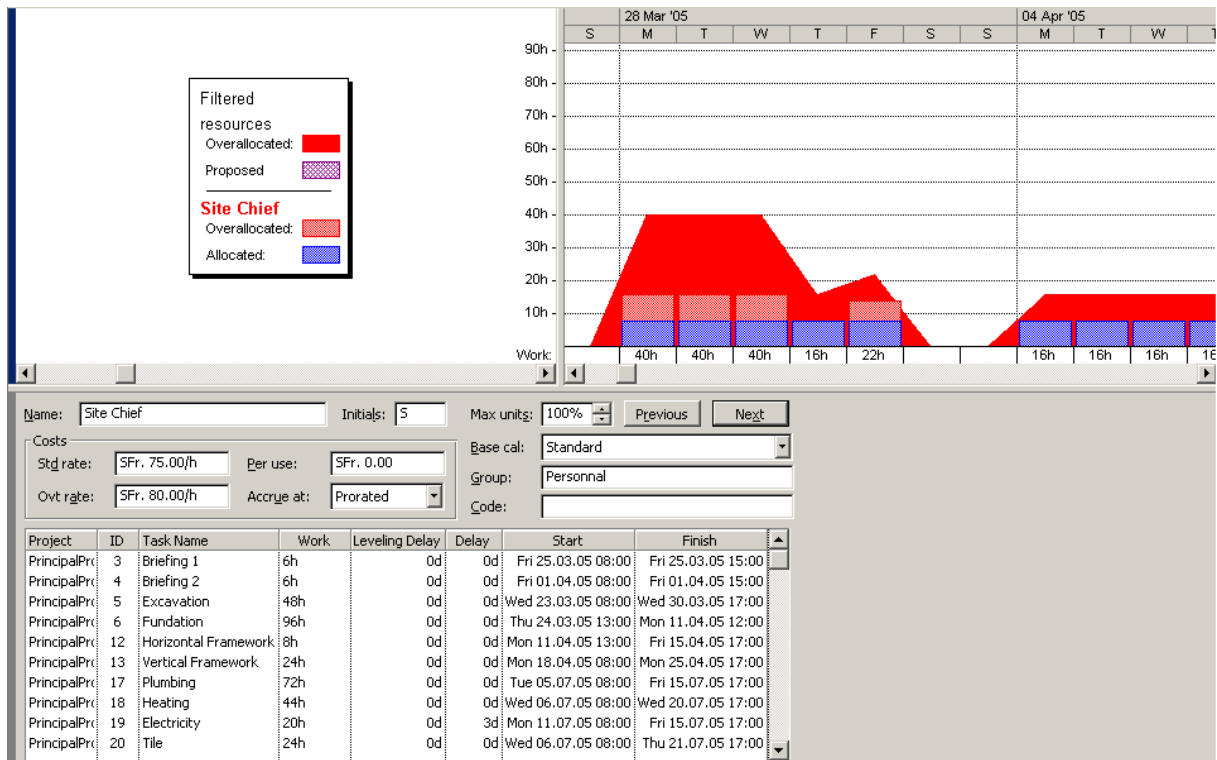 28 Mar '05 04 Apr '05
S M T W T F S S M T W T
90h
80h
70h
60h
50h
40h
30h
20h
10h
Filtered
resources
Overallocated:
Proposed
Site Chief
Overallocated:
Allocated:
Work: 40h 40h 40h 16h 22h 16h 16h 16h 16
Name: Site Chief Initials: S Max units: 100% Previous Next
Costs
Std rate: SFr. 75.00/h Per use: SFr. 0.00
Ovt rate: SFr. 80.00/h Accrue at: Prorated
Base cal: Standard
Group: Personnal
Code:
Project ID Task Name Work Leveling Delay Delay Start Finish
PrincipalPro 3 Briefing 1 6h 0d 0d Fri 25.03.05 08:00 Fri 25.03.05 15:00
PrincipalPro 4 Briefing 2 6h 0d 0d Fri 01.04.05 08:00 Fri 01.04.05 15:00
PrincipalPro 5 Excavation 48h 0d 0d Wed 23.03.05 08:00 Wed 30.03.05 17:00
PrincipalPro 6 Fundation 96h 0d 0d Thu 24.03.05 13:00 Mon 11.04.05 12:00
PrincipalPro 12 Horizontal Framework 8h 0d 0d Mon 11.04.05 13:00 Fri 15.04.05 17:00
PrincipalPro 13 Vertical Framework 24h 0d 0d Mon 18.04.05 08:00 Mon 25.04.05 17:00
PrincipalPro 17 Plumbing 72h 0d 0d Tue 05.07.05 08:00 Fri 15.07.05 17:00
PrincipalPro 18 Heating 44h 0d 0d Wed 06.07.05 08:00 Wed 20.07.05 17:00
PrincipalPro 19 Electricity 20h 0d 3d Mon 11.07.05 08:00 Fri 15.07.05 17:00
PrincipalPro 20 Tile 24h 0d 0d Wed 06.07.05 08:00 Thu 21.07.05 17:00